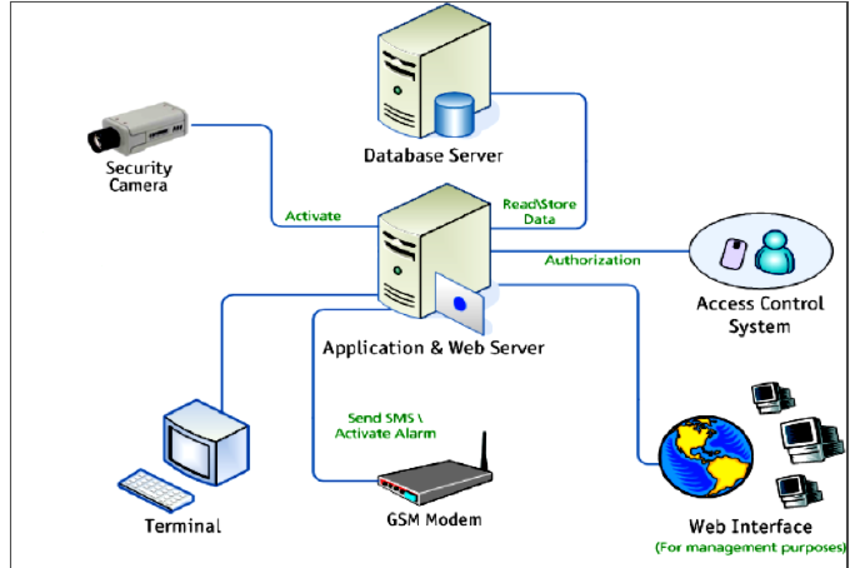 Database Server
Security
Camera
Activate
Read\Store
Data
Authorization
Access Control
System
Application & Web Server
Send SMS \
Activate Alarm
Terminal
GSM Modem
Web Interface
(For management purposes)